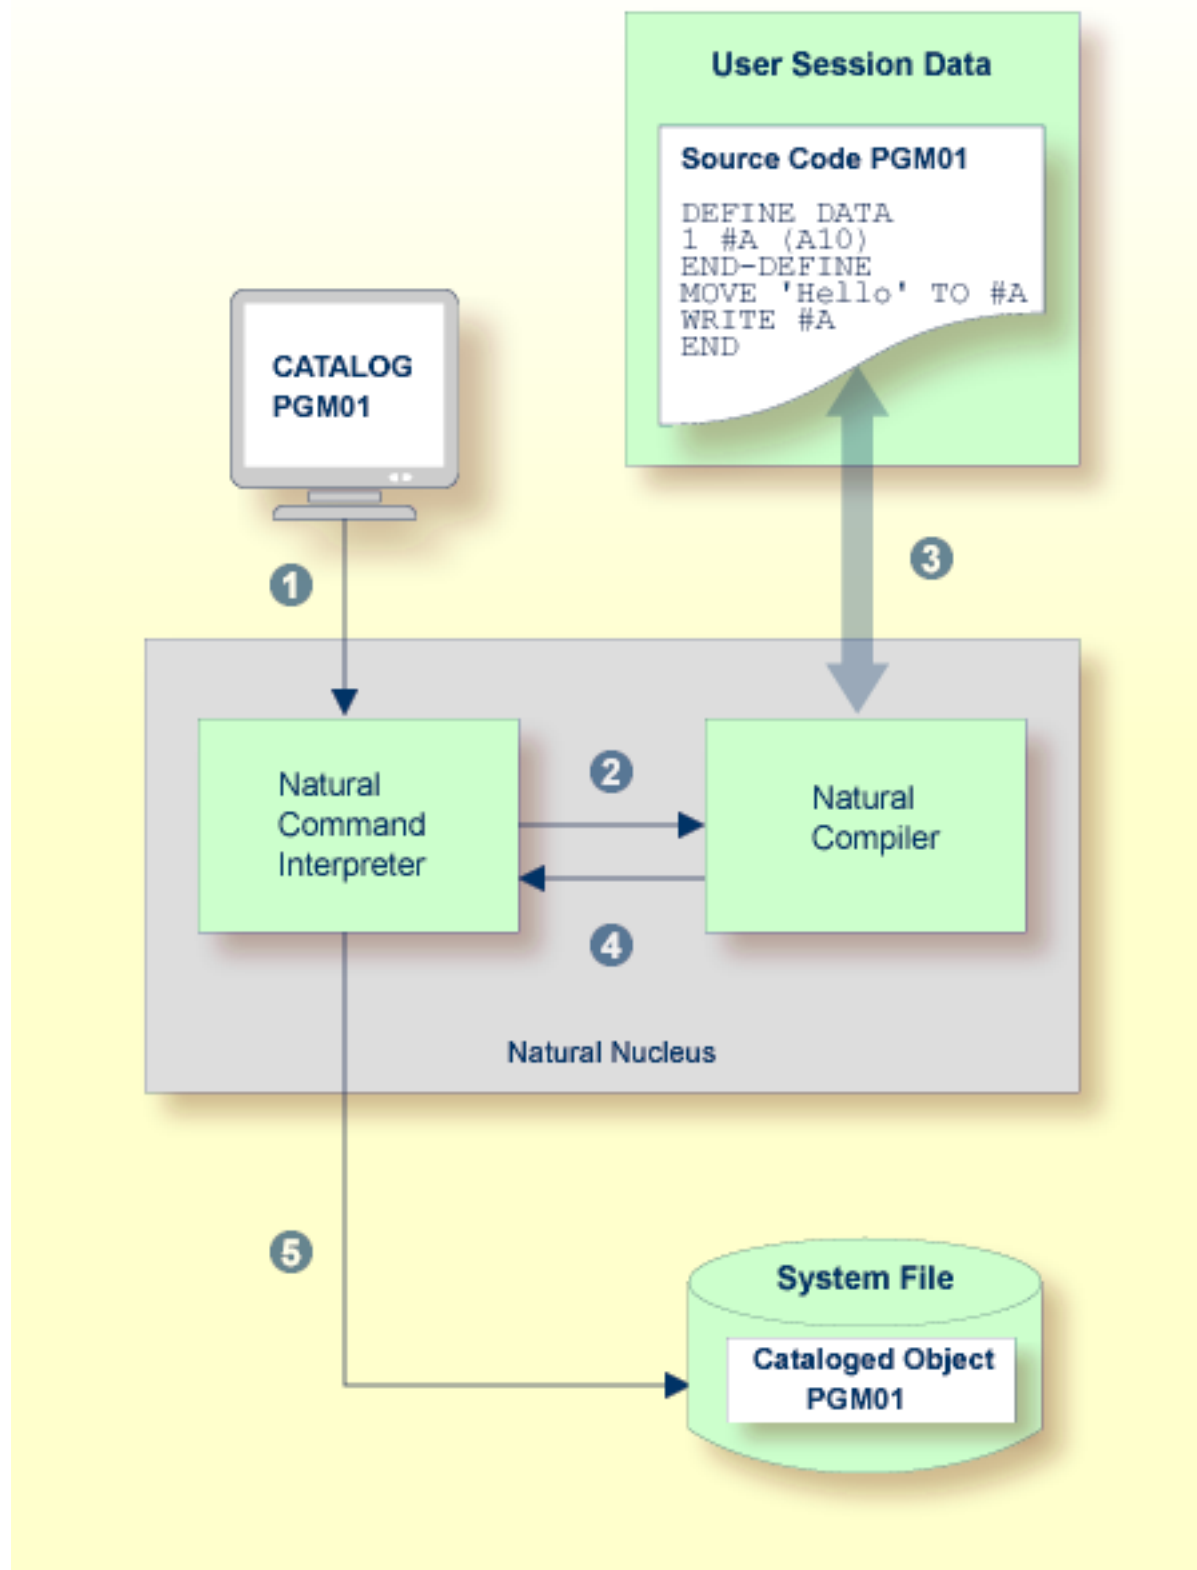 User Session Data
Source Code PGM01
DEFINE DATA
1 #A (A10)
END-DEFINE
MOVE 'Hello' TO #A
WRITE #A
END
CATALOG
PGM01
1
3
2
Natural
Command
Interpreter
Natural
Compiler
4
Natural Nucleus
5
System File
Cataloged Object
PGM01